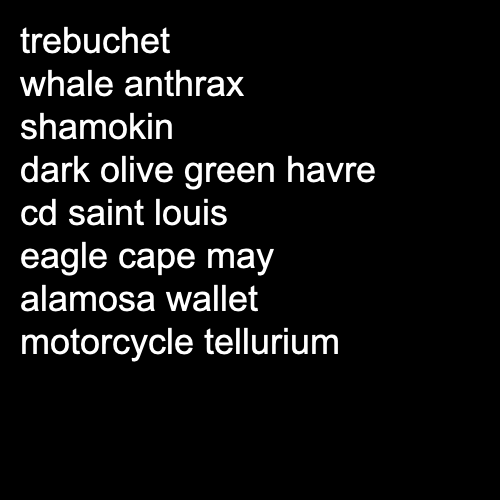 trebuchet
whale anthrax
shamokin
dark olive green havre
cd saint louis
eagle cape may
alamosa wallet
motorcycle tellurium